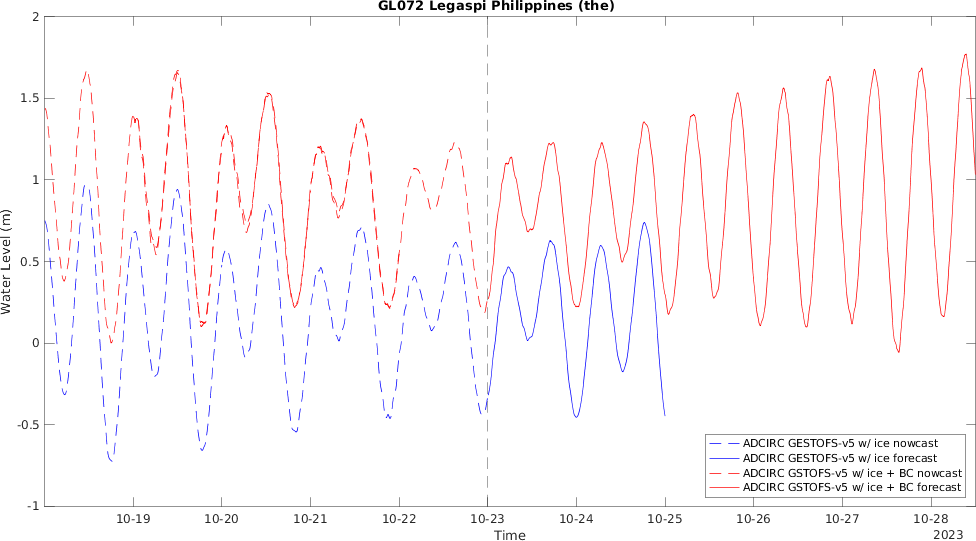 GL072 Legaspi Philippines (the)
2
1.5
1
0.5
0
-0.5
-1
Water Level (m)
10-19
10-20
10-21
10-22
10-23
10-24
10-25
10-26
10-27
10-28
2023
Time
ADCIRC GESTOFS-v5 w/ ice nowcast
ADCIRC GESTOFS-v5 w/ ice forecast
ADCIRC GSTOFS-v5 w/ ice + BC nowcast
ADCIRC GSTOFS-v5 w/ ice + BC forecast